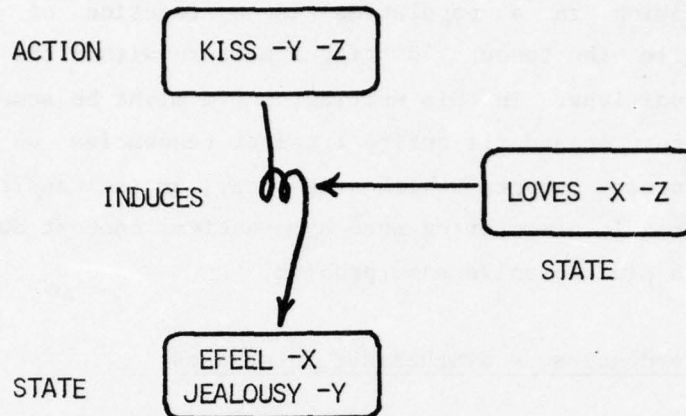 ACTION
KISS -Y -Z
INDUCES
LOVES -X -Z
STATE
STATE
EFEEL -X
JEALOUSY -Y